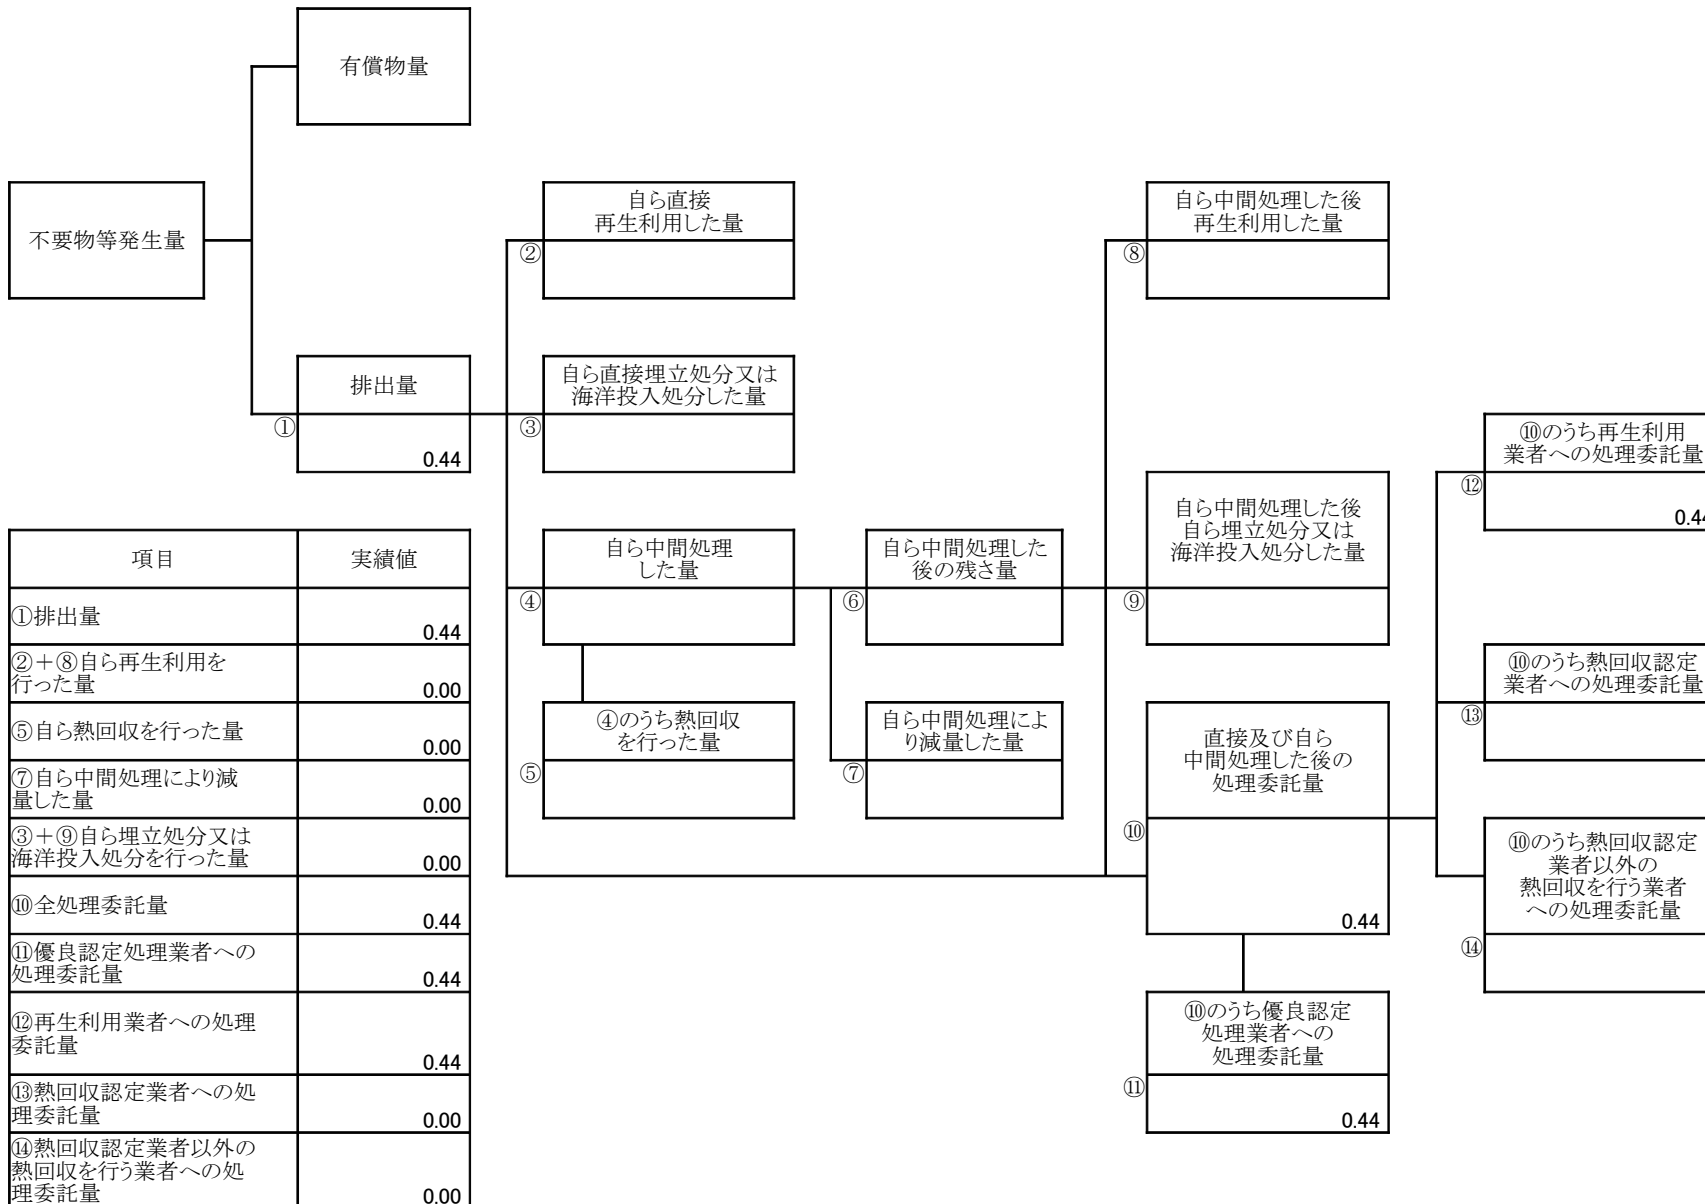 有償物量
不要物等発生量
排出量
①
0.44
自ら直接
再生利用した量
②
自ら直接埋立処分又は
海洋投入処分した量
③
自ら中間処理
した量
④
④のうち熱回収
を行った量
⑤
自ら中間処理した
後の残さ量
⑥
自ら中間処理によ
り減量した量
⑦
自ら中間処理した後
再生利用した量
⑧
自ら中間処理した後
自ら埋立処分又は
海洋投入処分した量
⑨
直接及び自ら
中間処理した後の
処理委託量
⑩
0.44
⑩のうち優良認定
処理業者への
処理委託量
⑪
0.44
⑩のうち再生利用
業者への処理委託量
⑫
0.44
⑩のうち熱回収認定
業者への処理委託量
⑬
⑩のうち熱回収認定
業者以外の
熱回収を行う業者
への処理委託量
⑭
項目 実績値
①排出量 0.44
②＋⑧自ら再生利用を
行った量 0.00
⑤自ら熱回収を行った量 0.00
⑦自ら中間処理により減
量した量 0.00
③＋⑨自ら埋立処分又は
海洋投入処分を行った量 0.00
⑩全処理委託量 0.44
⑪優良認定処理業者への
処理委託量 0.44
⑫再生利用業者への処理
委託量 0.44
⑬熱回収認定業者への処
理委託量 0.00
⑭熱回収認定業者以外の
熱回収を行う業者への処
理委託量 0.00